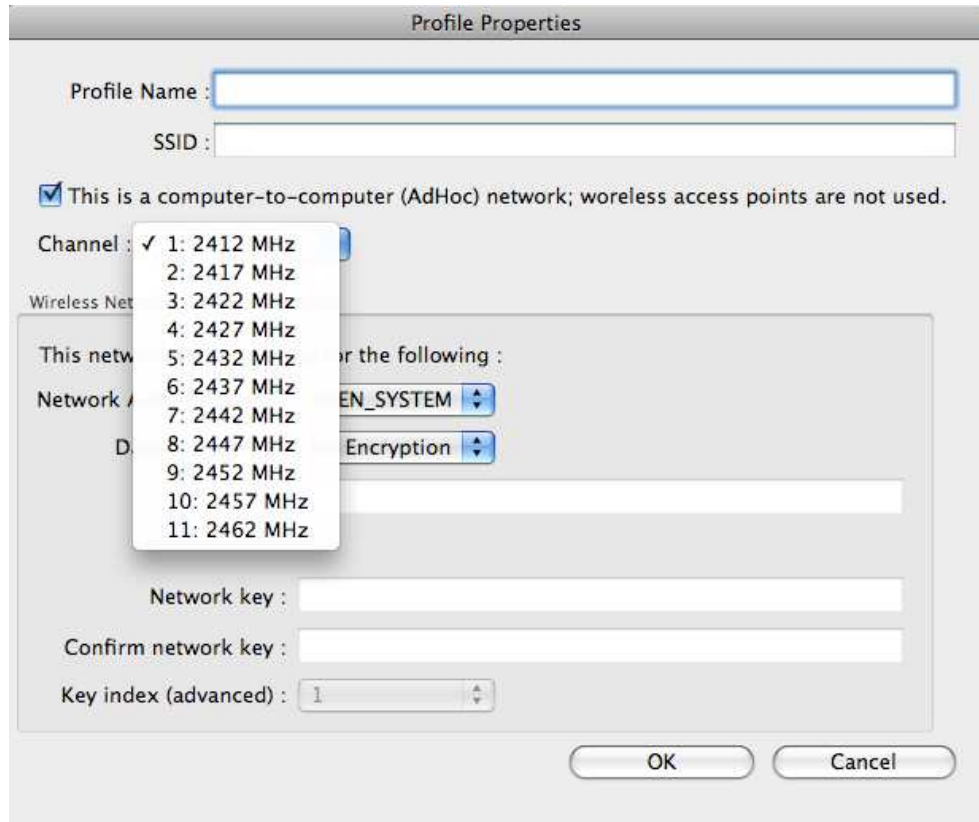 Profile Properties
Profile Name :
SSID :
This is a computer-to-computer (AdHoc) network; woreless access points are not used.
Channel : ✓ 1: 2412 MHz
2: 2417 MHz
3: 2422 MHz
4: 2427 MHz
5: 2432 MHz
6: 2437 MHz
7: 2442 MHz
8: 2447 MHz
9: 2452 MHz
10: 2457 MHz
11: 2462 MHz
Wireless Net
This netw
r the following :
Network A
EN_SYSTEM
D
Encryption
Network key :
Confirm network key :
Key index (advanced) : 1
OK Cancel